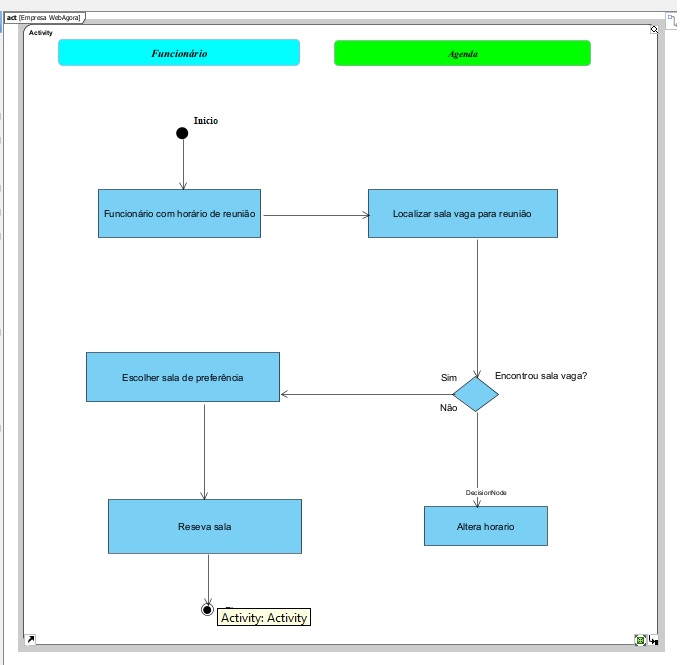 act [Empresa WebAgora]
Activity
Funcionário
Agenda
Inicio
Funcionário com horário de reunião
Localizar sala vaga para reunião
Escolher sala de preferência
Sim
Encontrou sala vaga?
Não
DecisionNode
Reseva sala
Altera horario
Activity: Activity